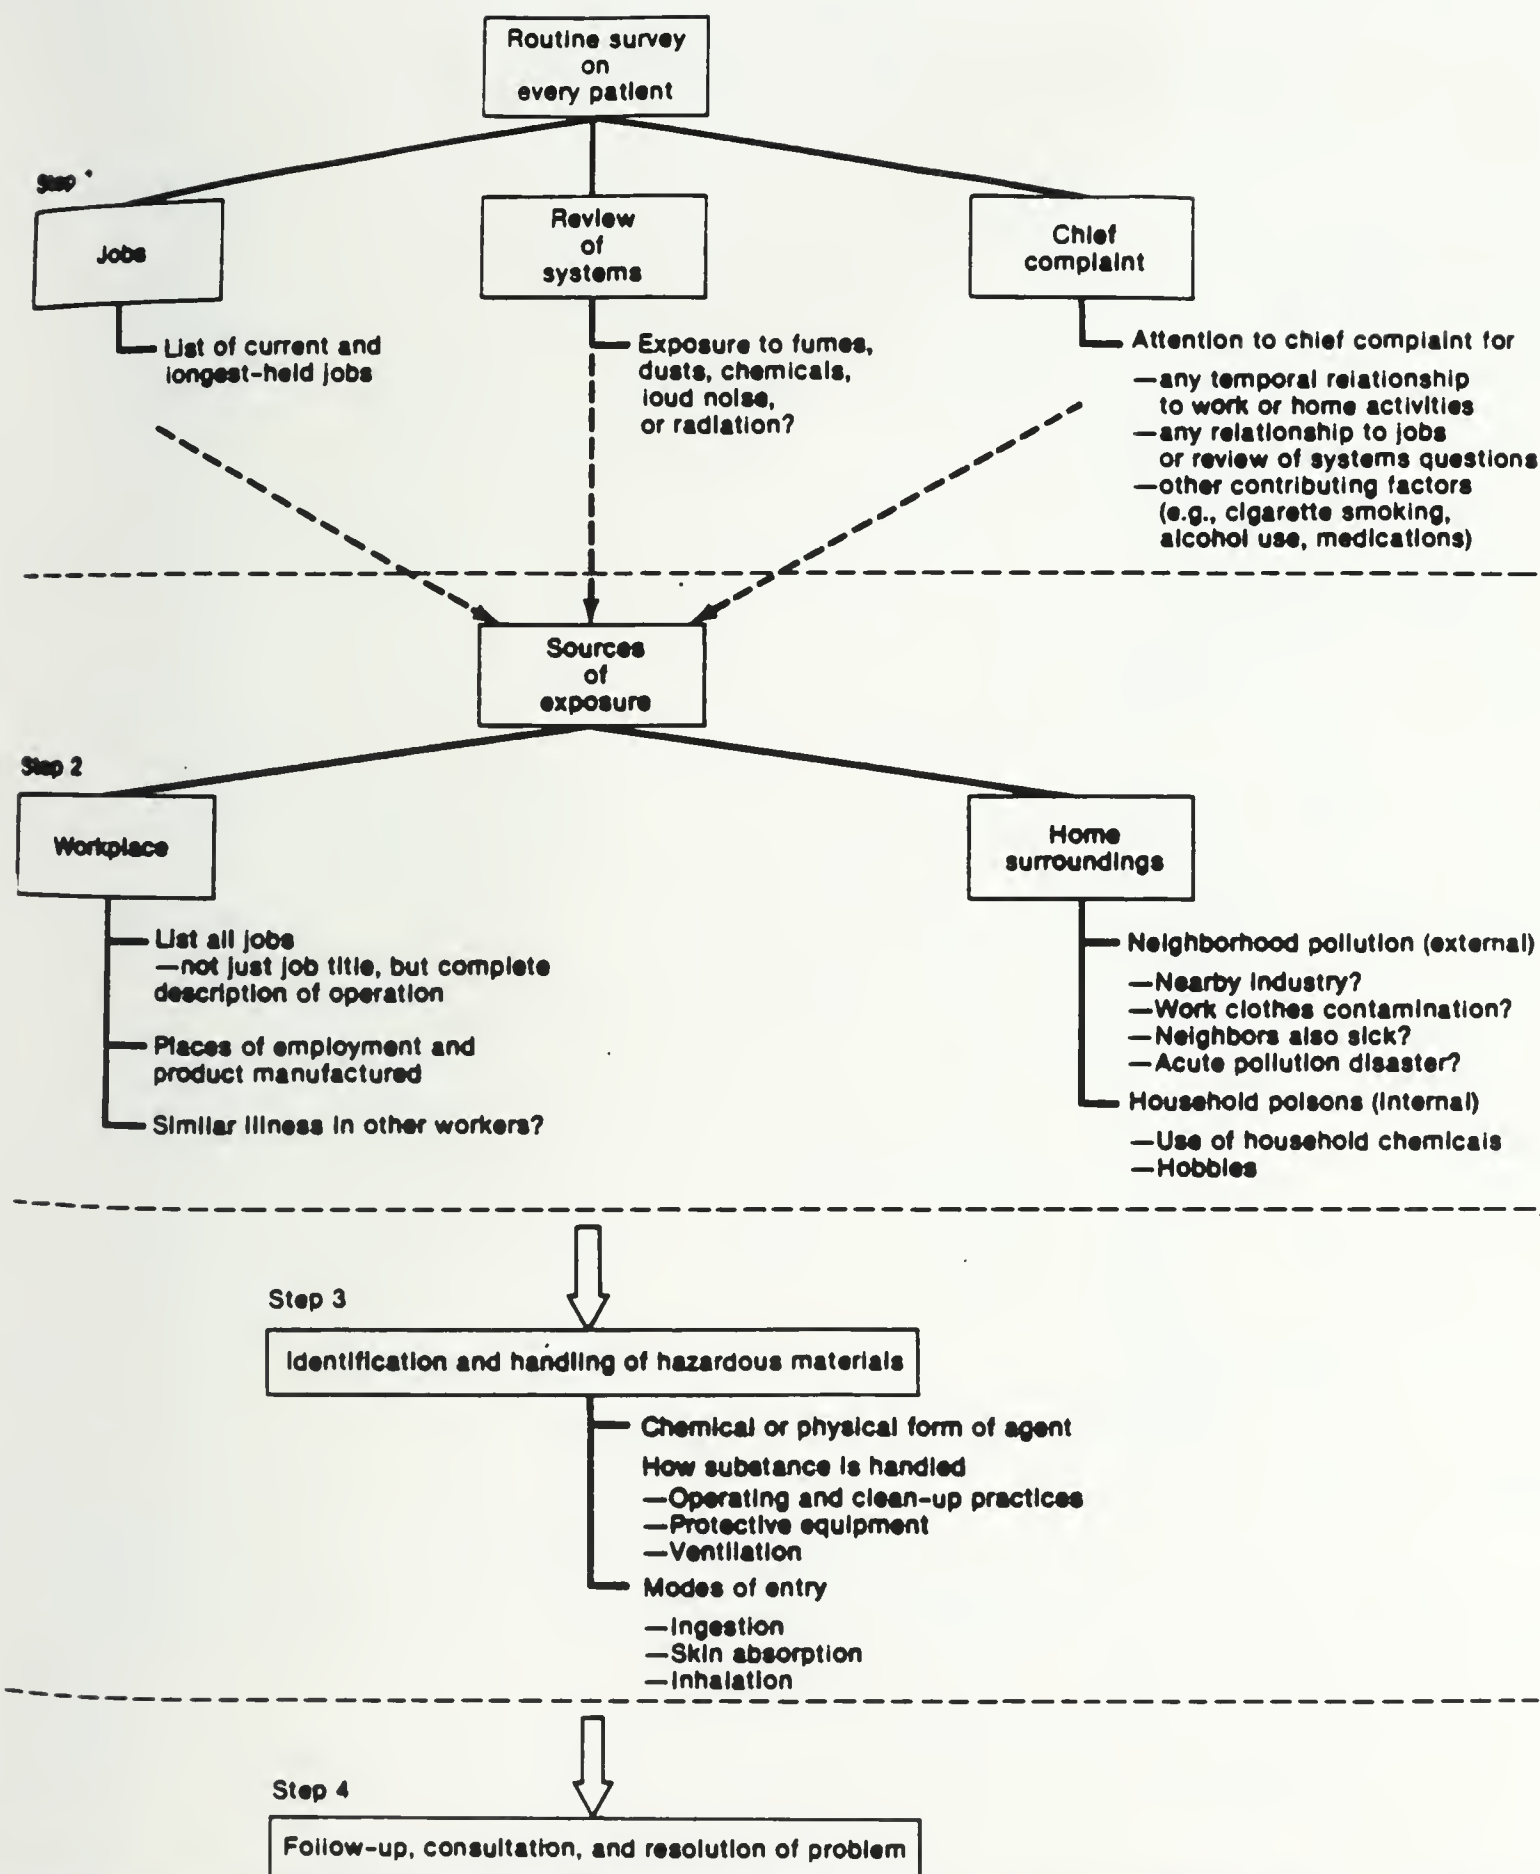 Routine survey
on
every patient
Step
Jobs
Review
of
systems
Chief
complaint
List of current and
longest-held jobs
Exposure to fumes,
dusts, chemicals,
loud noise,
or radiation?
Attention to chief complaint for
—any temporal relationship
to work or home activities
—any relationship to jobs
or review of systems questions
—other contributing factors
(e.g., cigarette smoking,
alcohol use, medications)
Sources
of
exposure
Step 2
Workplace
Home
surroundings
List all jobs
—not just job title, but complete
description of operation
Places of employment and
product manufactured
Similar illness in other workers?
Neighborhood pollution (external)
—Nearby industry?
—Work clothes contamination?
—Neighbors also sick?
—Acute pollution disaster?
Household poisons (internal)
—Use of household chemicals
—Hobbies
Step 3
Identification and handling of hazardous materials
Chemical or physical form of agent
How substance is handled
—Operating and clean-up practices
—Protective equipment
—Ventilation
Modes of entry
—Ingestion
—Skin absorption
—Inhalation
Step 4
Follow-up, consultation, and resolution of problem